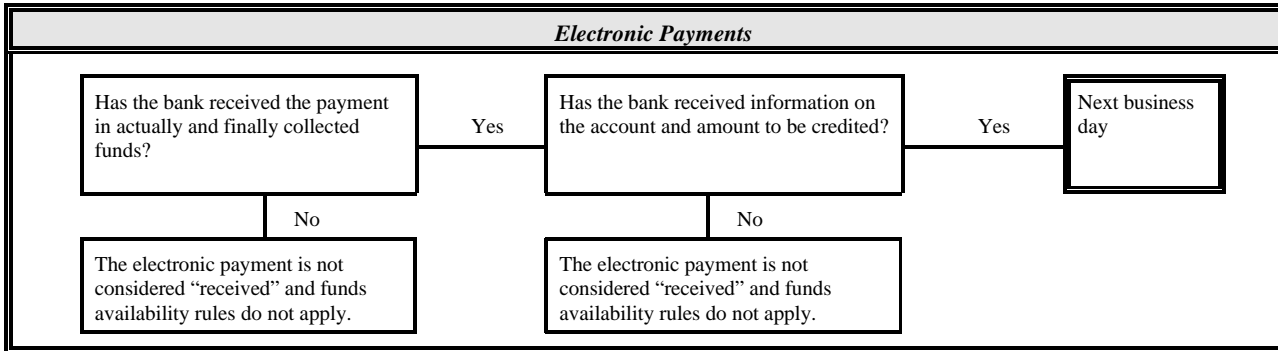 Electronic Payments
Has the bank received the payment
in actually and finally collected
funds?
Yes
Has the bank received information on
the account and amount to be credited?
Yes
Next business
day
No
No
The electronic payment is not
considered “received” and funds
availability rules do not apply.
The electronic payment is not
considered “received” and funds
availability rules do not apply.